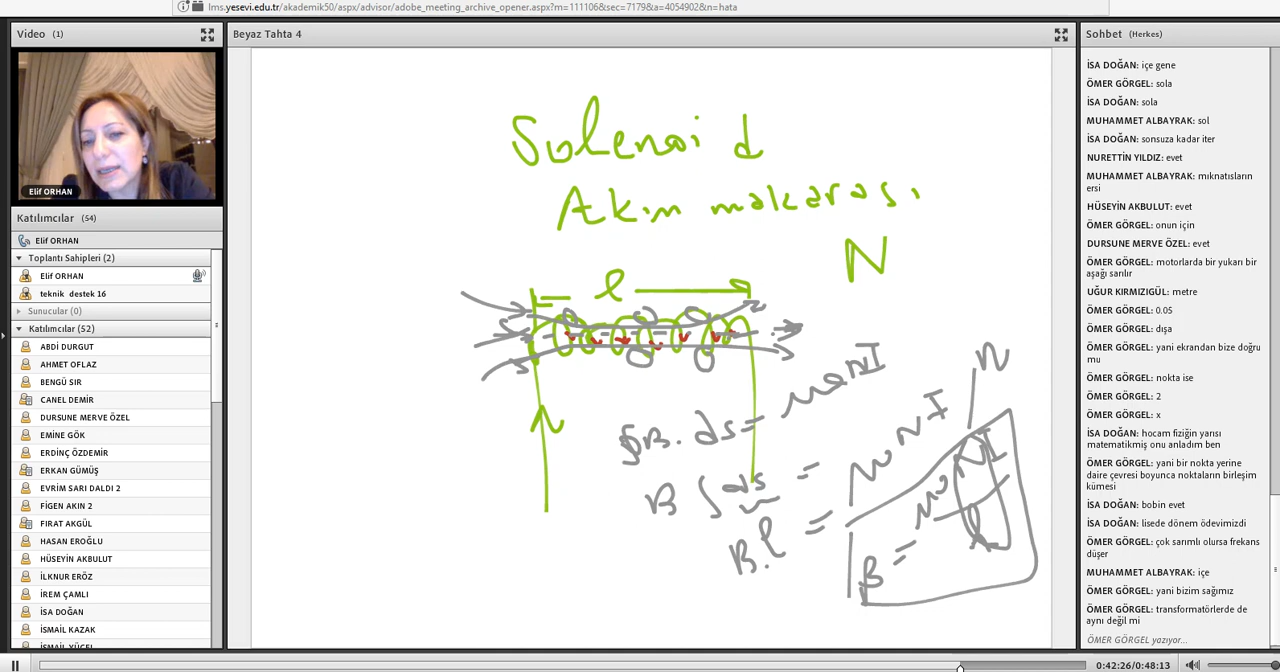 lms.yesevi.edu.tr/akademik50/aspx/advisor/adobe_meeting_archive_opener.aspx?m=111106&sec=7179&a=4054902&n=hata
Video (1)
Elif ORHAN
Katılımcılar (54)
Elif ORHAN
Toplantı Sahipleri (2)
Elif ORHAN
teknik destek 16
Sunucular (0)
Katılımcılar (52)
ABDİ DURGUT
AHMET OFLAZ
BENGÜ SIR
CANEL DEMİR
DURSUNE MERVE ÖZEL
EMİNE GÖK
ERDİNÇ ÖZDEMİR
ERKAN GÜMÜŞ
EVRİM SARI DALDI 2
FİGEN AKIN 2
FIRAT AKGÜL
HASAN EROĞLU
HÜSEYİN AKBULUT
İLKNUR ERÖZ
İREM ÇAMLI
İSA DOĞAN
İSMAİL KAZAK
İSMAİL YÜCEL
Beyaz Tahta 4
Solenoid
Akım makarası
N
l
∮B.ds = μ₀NI
B∫ds = μ₀NI
B.l =
B = μ₀NI / l
n
Sohbet (Herkes)
İSA DOĞAN: içe gene
ÖMER GÖRGEL: sola
İSA DOĞAN: sola
MUHAMMET ALBAYRAK: sol
İSA DOĞAN: sonsuza kadar iter
NURETTİN YILDIZ: evet
MUHAMMET ALBAYRAK: mıknatısların
ersi
HÜSEYİN AKBULUT: evet
ÖMER GÖRGEL: onun için
DURSUNE MERVE ÖZEL: evet
ÖMER GÖRGEL: motorlarda bir yukarı bir
aşağı sarılır
UĞUR KIRMIZIGÜL: metre
ÖMER GÖRGEL: 0.05
ÖMER GÖRGEL: dışa
ÖMER GÖRGEL: yani ekrandan bize doğru
mu
ÖMER GÖRGEL: nokta ise
ÖMER GÖRGEL: 2
ÖMER GÖRGEL: x
İSA DOĞAN: hocam fiziğin yarısı
matematikmiş onu anladım ben
ÖMER GÖRGEL: yani bir nokta yerine
daire çevresi boyunca noktaların birleşim
kümesi
İSA DOĞAN: bobin evet
İSA DOĞAN: lisede dönem ödevimizdi
ÖMER GÖRGEL: çok sarımlı olursa frekans
düşer
MUHAMMET ALBAYRAK: içe
ÖMER GÖRGEL: yani bizim sağımız
ÖMER GÖRGEL: transformatörlerde de
aynı değil mi
ÖMER GÖRGEL yazıyor...
0:42:26/0:48:13